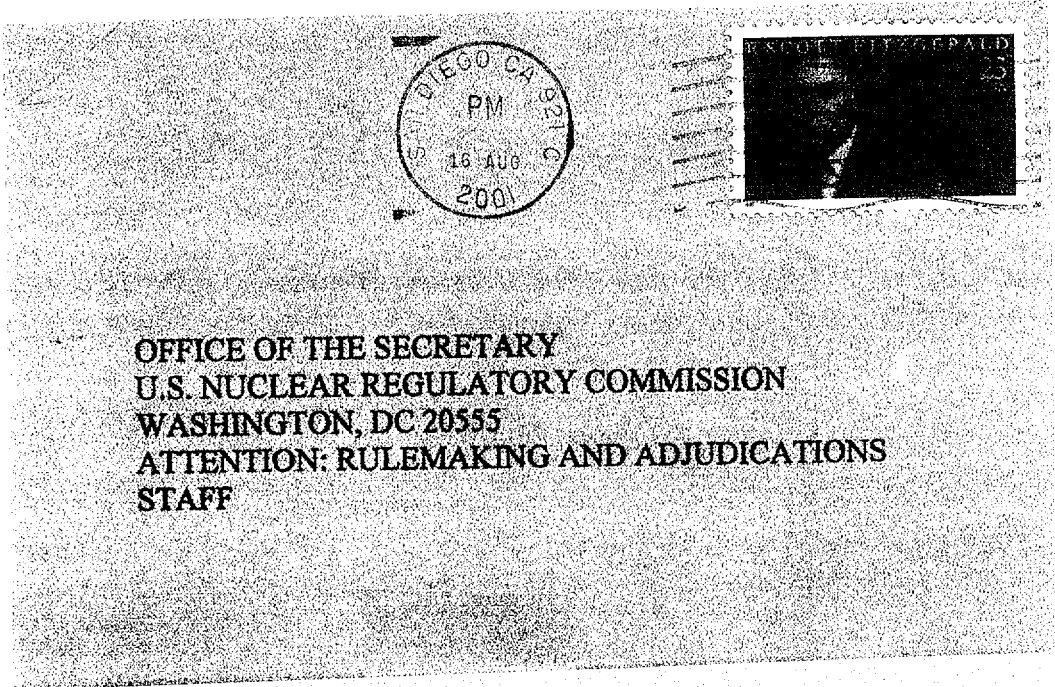 SAN DIEGO CA 921
PM
16 AUG
2001
F. SCOTT FITZGERALD
23
OFFICE OF THE SECRETARY
U.S. NUCLEAR REGULATORY COMMISSION
WASHINGTON, DC 20555
ATTENTION: RULEMAKING AND ADJUDICATIONS
STAFF